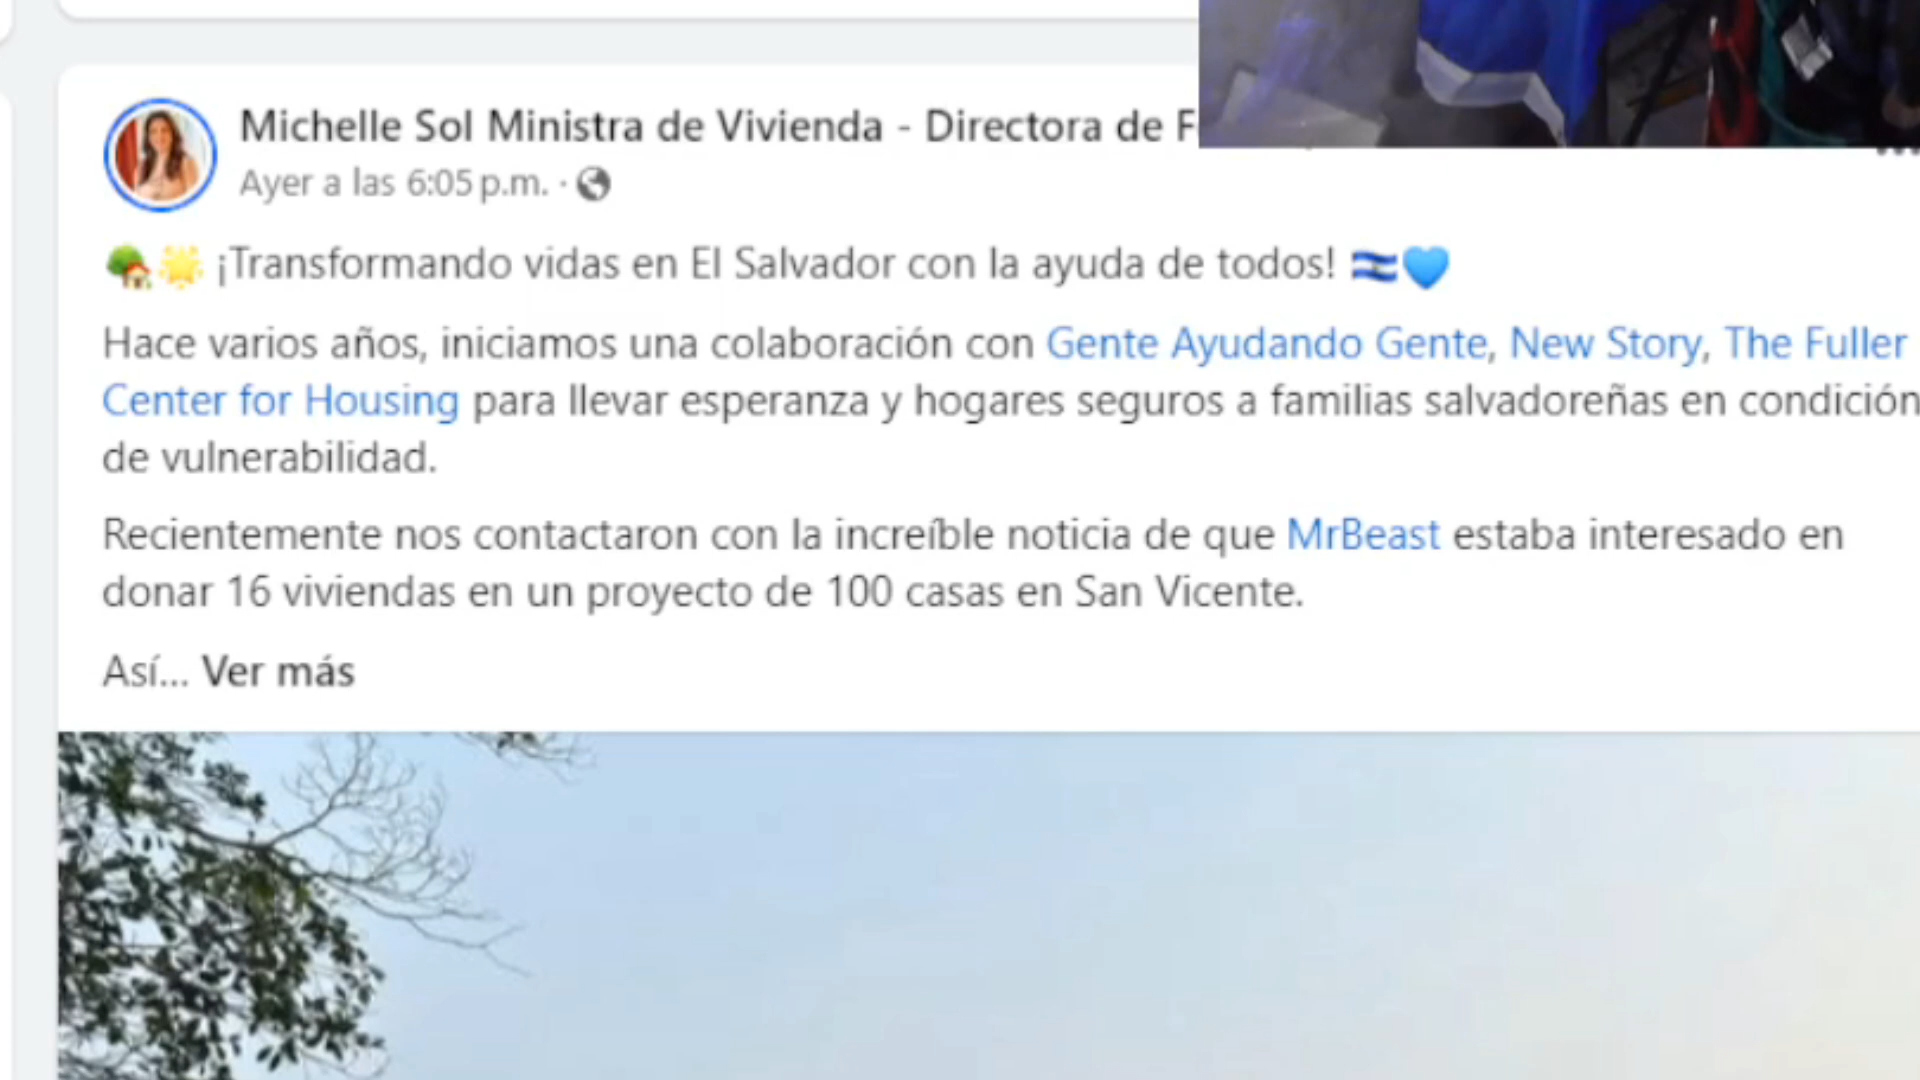 Michelle Sol Ministra de Vivienda - Directora de
Ayer a las 6:05 p.m. ·
¡Transformando vidas en El Salvador con la ayuda de todos!
Hace varios años, iniciamos una colaboración con Gente Ayudando Gente, New Story, The Fuller
Center for Housing para llevar esperanza y hogares seguros a familias salvadoreñas en condición
de vulnerabilidad.
Recientemente nos contactaron con la increíble noticia de que MrBeast estaba interesado en
donar 16 viviendas en un proyecto de 100 casas en San Vicente.
Así... Ver más